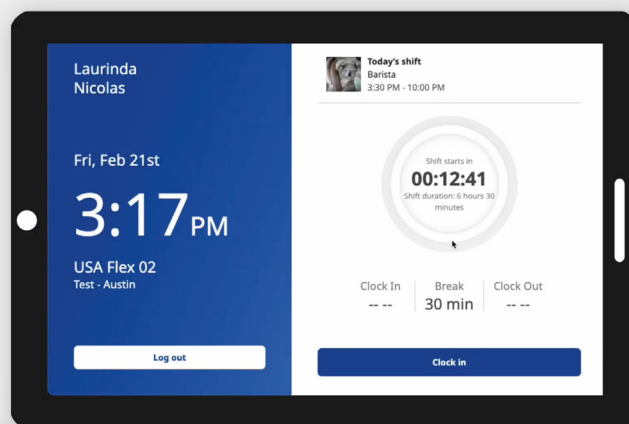 Laurinda
Nicolas
Fri, Feb 21st
3:17 PM
USA Flex 02
Test - Austin
Log out
Today's shift
Barista
3:30 PM - 10:00 PM
Shift starts in
00:12:41
Shift duration: 6 hours 30
minutes
Clock In Break Clock Out
-- -- 30 min -- --
Clock in